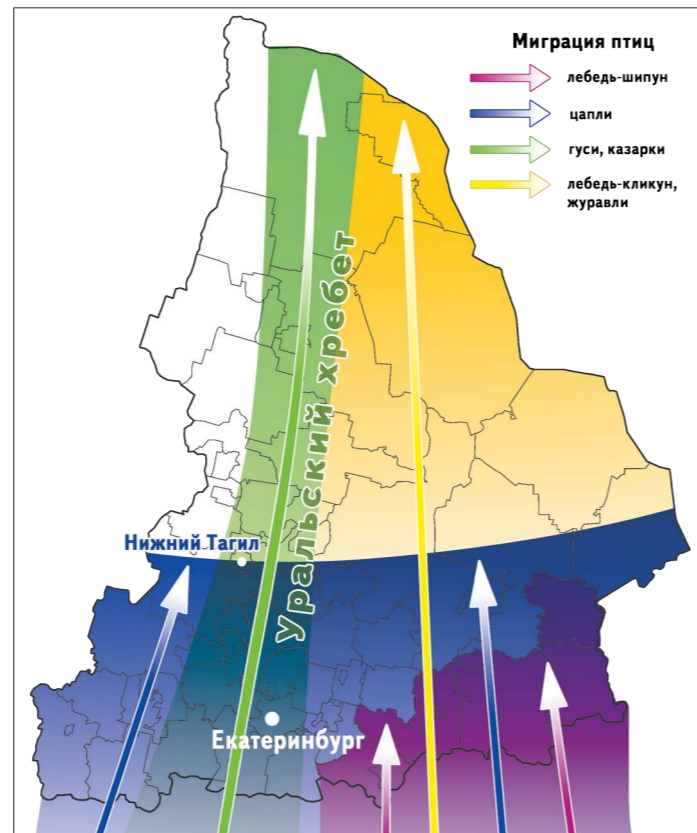 Миграция птиц
лебедь-шипун
цапли
гуси, казарки
лебедь-кликун,
журавли
Уральский хребет
Нижний Тагил
Екатеринбург